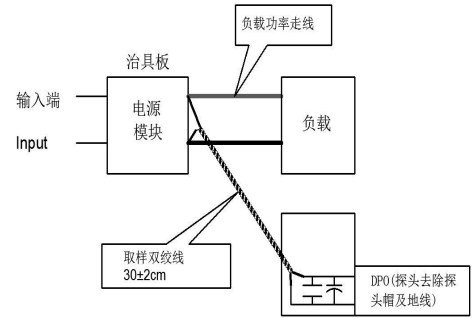 负载功率走线
治具板
输入端
电源
模块
负载
Input
取样双绞线
30±2cm
DPO(探头去除探
头帽及地线)